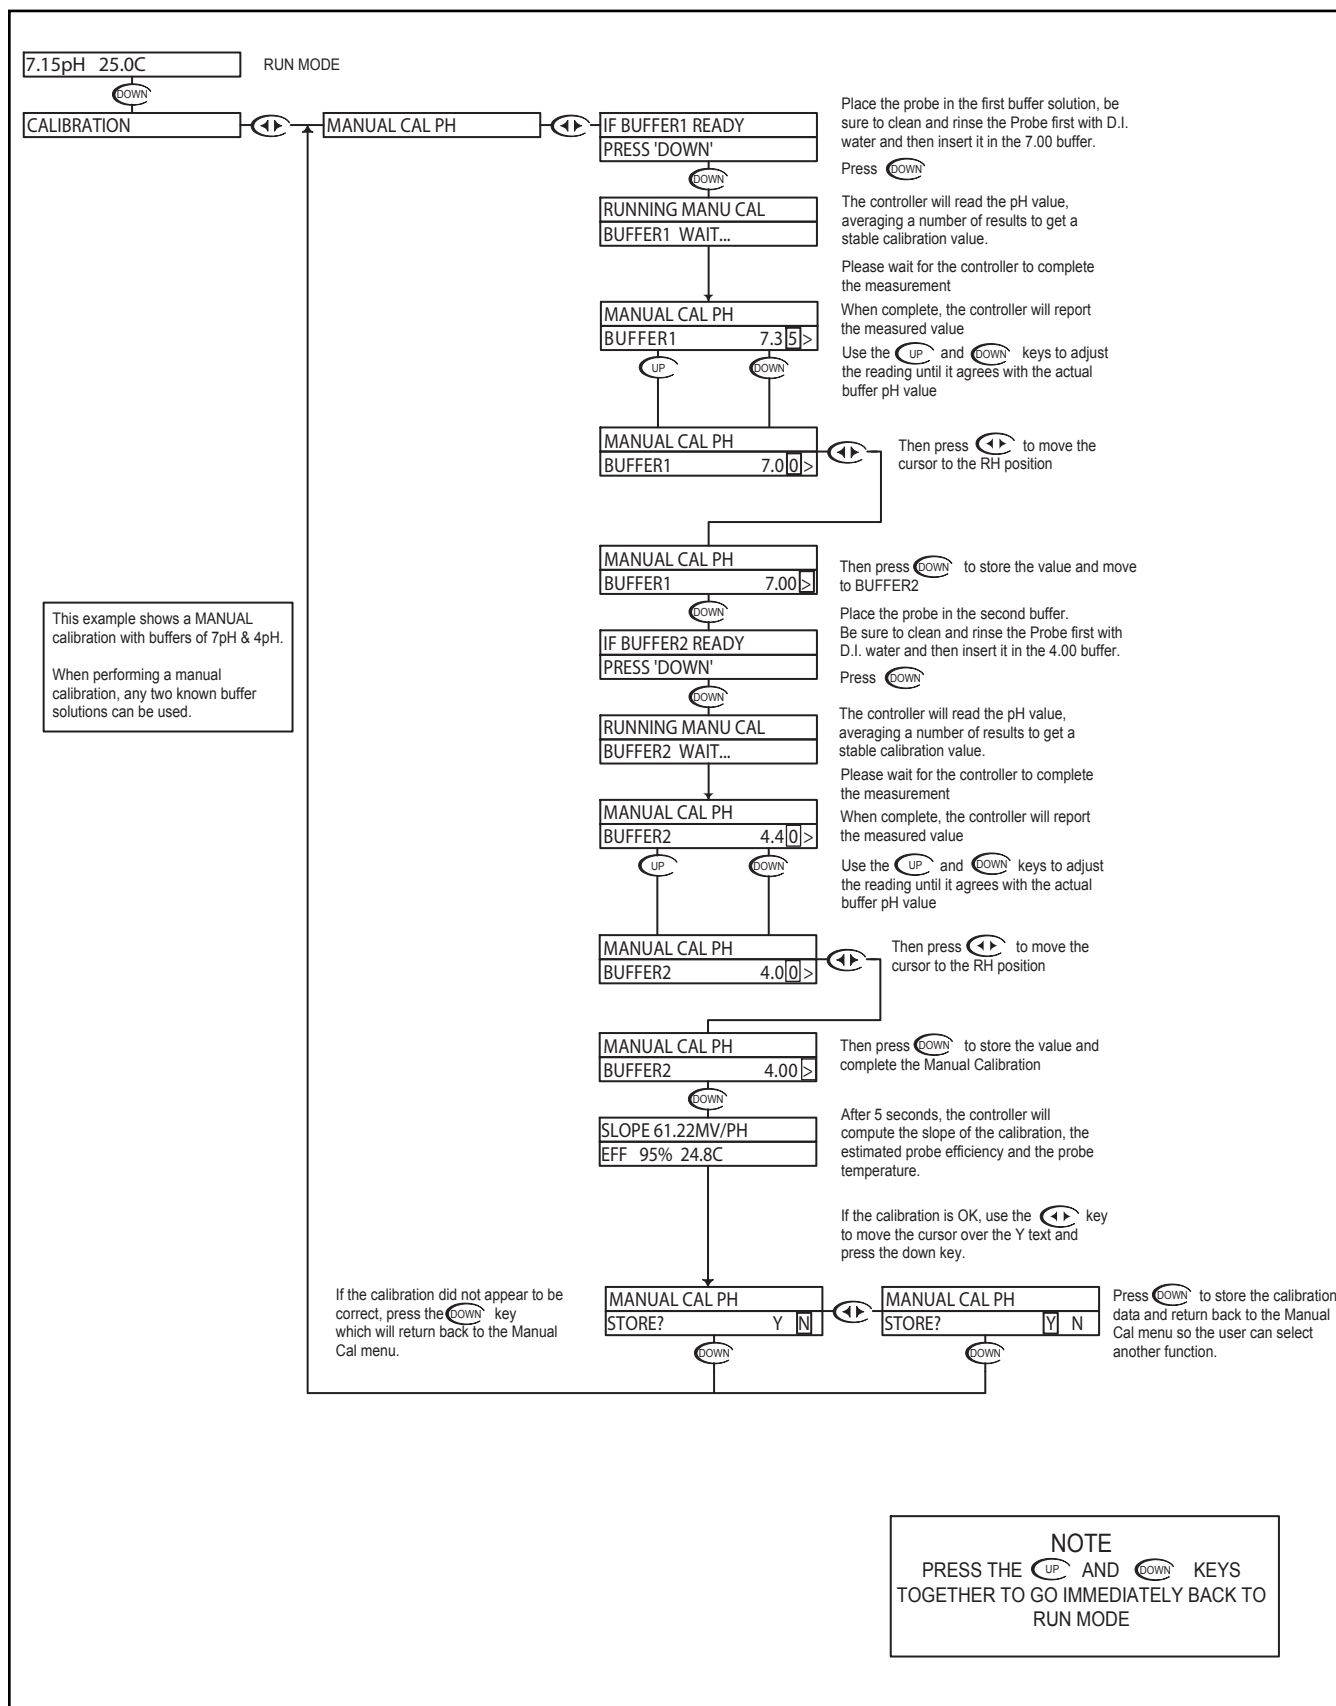 7.15pH 25.0C
RUN MODE
DOWN
CALIBRATION
MANUAL CAL PH
IF BUFFER1 READY
PRESS 'DOWN'
Place the probe in the first buffer solution, be
sure to clean and rinse the Probe first with D.I.
water and then insert it in the 7.00 buffer.
Press DOWN
DOWN
RUNNING MANU CAL
BUFFER1 WAIT...
The controller will read the pH value,
averaging a number of results to get a
stable calibration value.
Please wait for the controller to complete
the measurement
MANUAL CAL PH
BUFFER1 7.35>
When complete, the controller will report
the measured value
UP DOWN
Use the UP and DOWN keys to adjust
the reading until it agrees with the actual
buffer pH value
MANUAL CAL PH
BUFFER1 7.00>
Then press to move the
cursor to the RH position
MANUAL CAL PH
BUFFER1 7.00>
Then press DOWN to store the value and move
to BUFFER2
DOWN
This example shows a MANUAL
calibration with buffers of 7pH & 4pH.
When performing a manual
calibration, any two known buffer
solutions can be used.
IF BUFFER2 READY
PRESS 'DOWN'
Place the probe in the second buffer.
Be sure to clean and rinse the Probe first with
D.I. water and then insert it in the 4.00 buffer.
Press DOWN
DOWN
RUNNING MANU CAL
BUFFER2 WAIT...
The controller will read the pH value,
averaging a number of results to get a
stable calibration value.
Please wait for the controller to complete
the measurement
MANUAL CAL PH
BUFFER2 4.40>
When complete, the controller will report
the measured value
UP DOWN
Use the UP and DOWN keys to adjust
the reading until it agrees with the actual
buffer pH value
MANUAL CAL PH
BUFFER2 4.00>
Then press to move the
cursor to the RH position
MANUAL CAL PH
BUFFER2 4.00>
Then press DOWN to store the value and
complete the Manual Calibration
DOWN
SLOPE 61.22MV/PH
EFF 95% 24.8C
After 5 seconds, the controller will
compute the slope of the calibration, the
estimated probe efficiency and the probe
temperature.
If the calibration is OK, use the key
to move the cursor over the Y text and
press the down key.
If the calibration did not appear to be
correct, press the DOWN key
which will return back to the Manual
Cal menu.
MANUAL CAL PH
STORE? Y N
DOWN
MANUAL CAL PH
STORE? Y N
DOWN
Press DOWN to store the calibration
data and return back to the Manual
Cal menu so the user can select
another function.
NOTE
PRESS THE UP AND DOWN KEYS
TOGETHER TO GO IMMEDIATELY BACK TO
RUN MODE